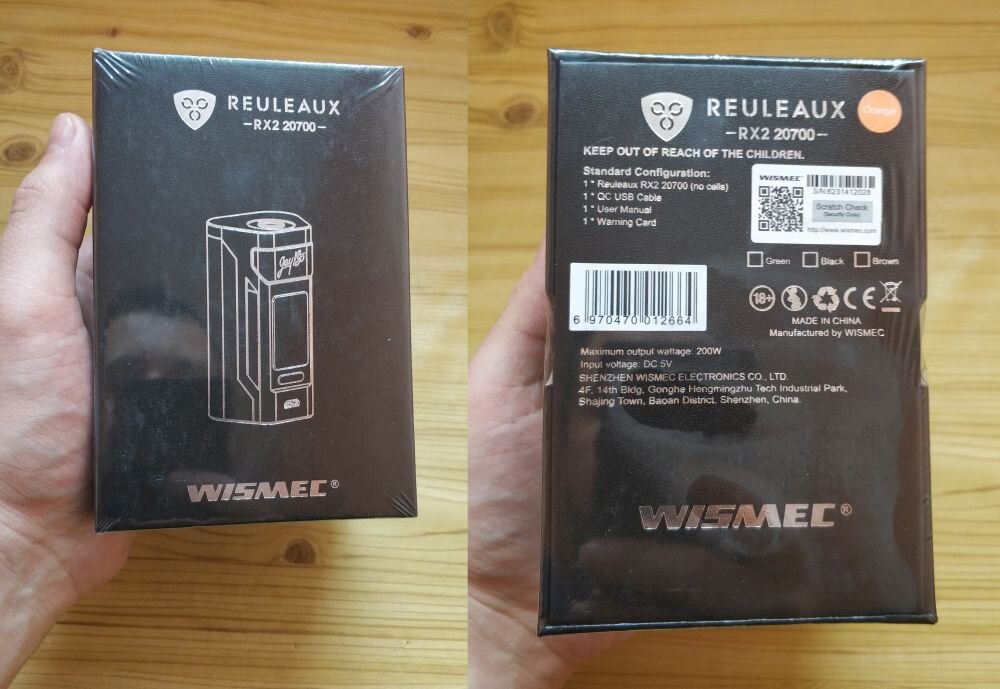 REULEAUX
—RX2 20700—
Jay Bo
WISMEC®
REULEAUX
—RX2 20700—
Orange
KEEP OUT OF REACH OF THE CHILDREN.
Standard Configuration:
1 * Reuleaux RX2 20700 (no cells)
1 * QC USB Cable
1 * User Manual
1 * Warning Card
WISMEC
S/N:6231412028
Scratch Check
(Security Code)
http://www.wismec.com
Green Black Brown
6 970470 012664
18+
CE
MADE IN CHINA
Manufactured by WISMEC
Maximum output wattage: 200W
Input voltage: DC 5V
SHENZHEN WISMEC ELECTRONICS CO., LTD.
4F, 14th Bldg, Gonghe Hengmingzhu Tech Industrial Park,
Shajing Town, Baoan District, Shenzhen, China.
WISMEC®